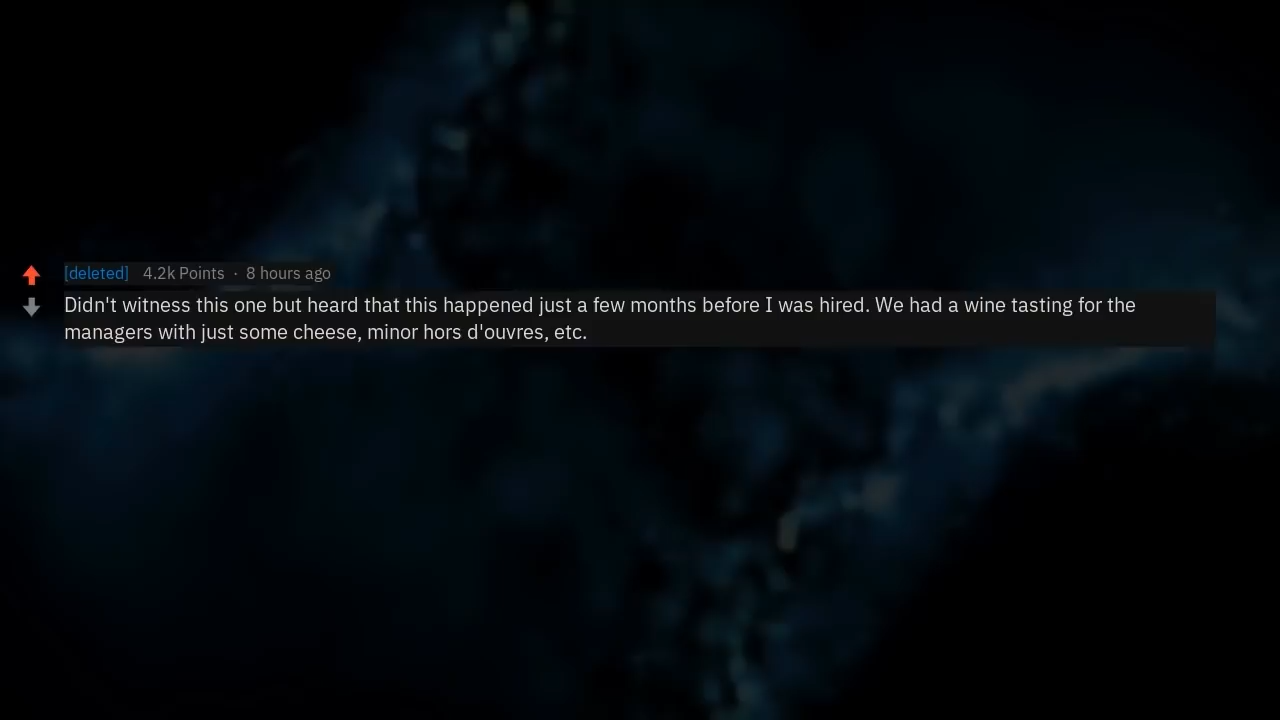 [deleted] 4.2k Points · 8 hours ago
Didn't witness this one but heard that this happened just a few months before I was hired. We had a wine tasting for the
managers with just some cheese, minor hors d'ouvres, etc.